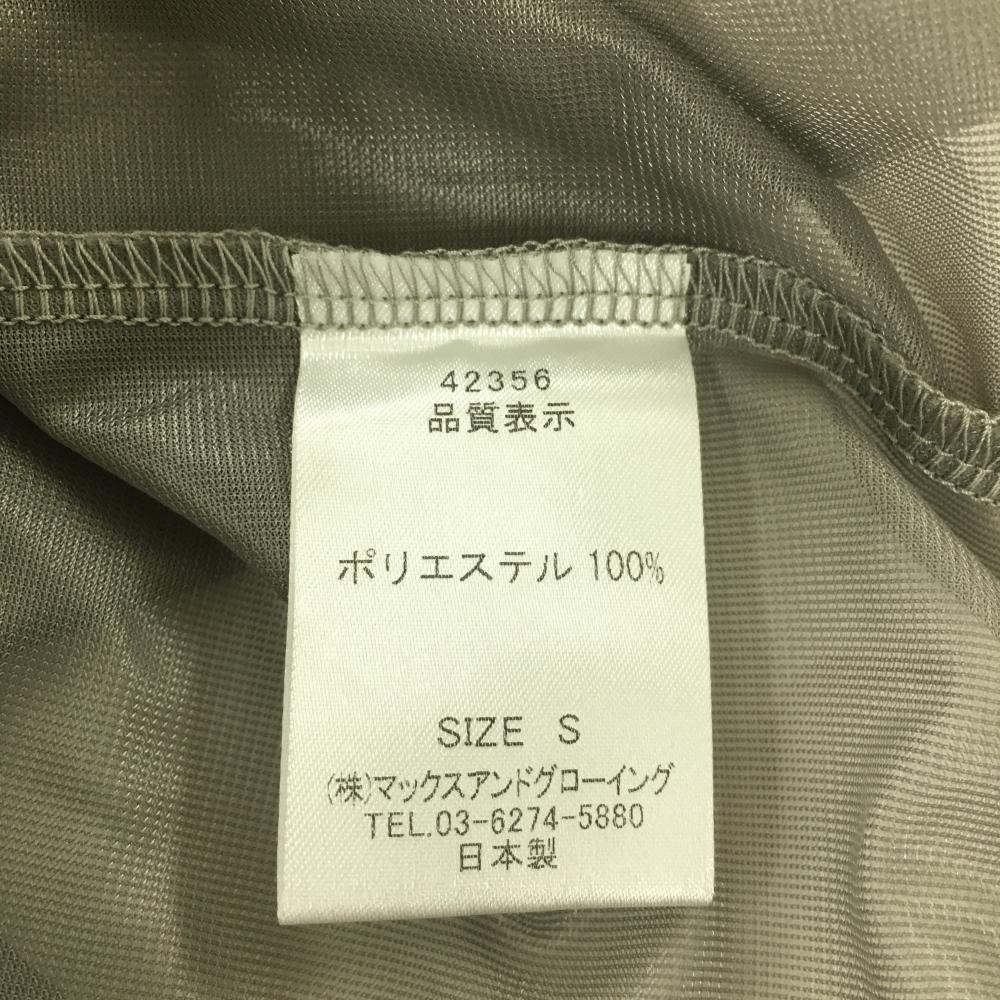 42356
品質表示
ポリエステル 100%
SIZE S
(株)マックスアンドグローイング
TEL.03-6274-5880
日本製